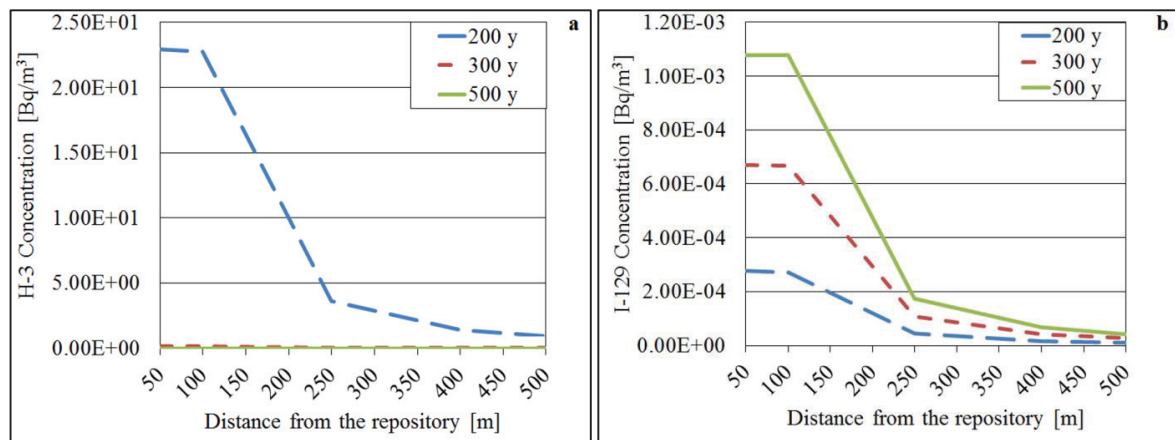 a
2.50E+01
2.00E+01
1.50E+01
1.00E+01
5.00E+00
0.00E+00
H-3 Concentration [Bq/m³]
200 y
300 y
500 y
50 100 150 200 250 300 350 400 450 500
Distance from the repository [m]
b
1.20E-03
1.00E-03
8.00E-04
6.00E-04
4.00E-04
2.00E-04
0.00E+00
I-129 Concentration [Bq/m³]
200 y
300 y
500 y
50 100 150 200 250 300 350 400 450 500
Distance from the repository [m]